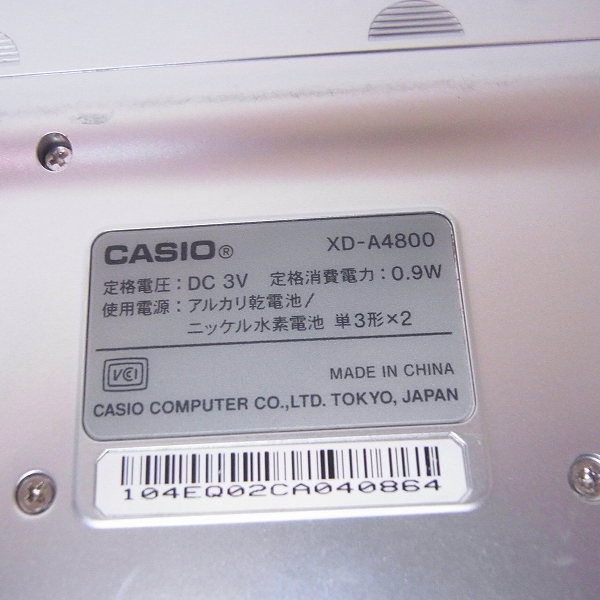 CASIO® XD-A4800
定格電圧：DC 3V 定格消費電力：0.9W
使用電源：アルカリ乾電池/
ニッケル水素電池 単3形×2
VCI MADE IN CHINA
CASIO COMPUTER CO.,LTD. TOKYO, JAPAN
104EQ02CA040864